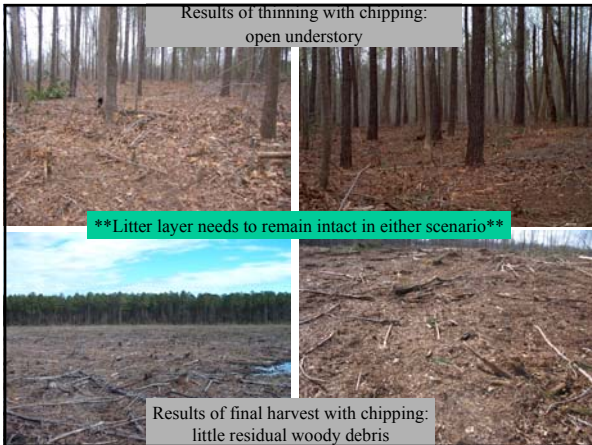 Results of thinning with chipping:
open understory
**Litter layer needs to remain intact in either scenario**
Results of final harvest with chipping:
little residual woody debris